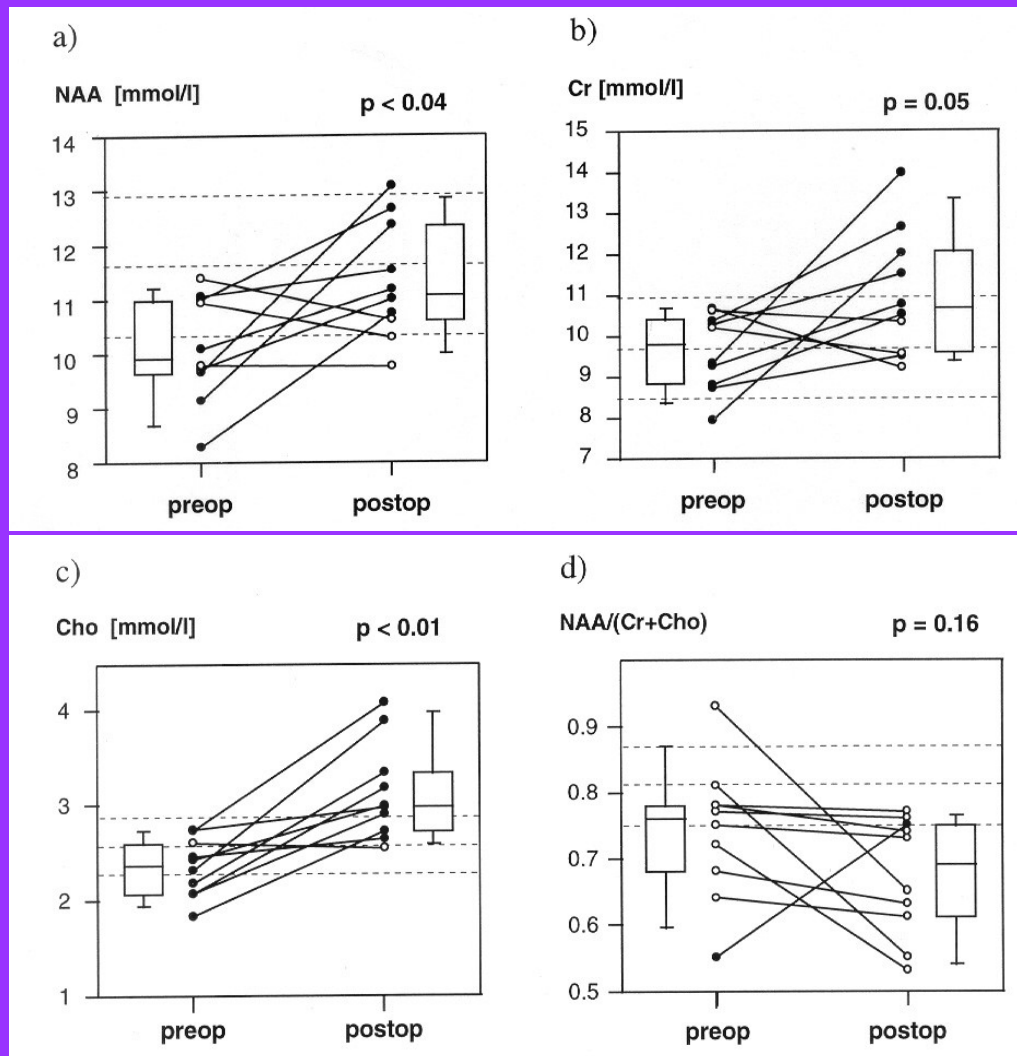 a)
NAA [mmol/l]
p < 0.04
14
13
12
11
10
9
8
preop
postop
b)
Cr [mmol/l]
p = 0.05
15
14
13
12
11
10
9
8
7
preop
postop
c)
Cho [mmol/l]
p < 0.01
4
3
2
1
preop
postop
d)
NAA/(Cr+Cho)
p = 0.16
0.9
0.8
0.7
0.6
0.5
preop
postop